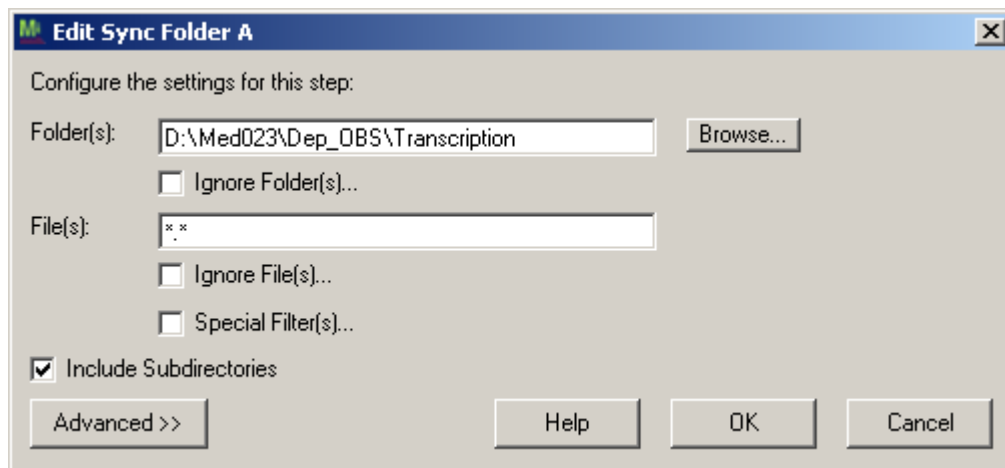 Edit Sync Folder A
Configure the settings for this step:
Folder(s): D:\Med023\Dep_OBS\Transcription Browse...
Ignore Folder(s)...
File(s): *.*
Ignore File(s)...
Special Filter(s)...
Include Subdirectories
Advanced >> Help OK Cancel